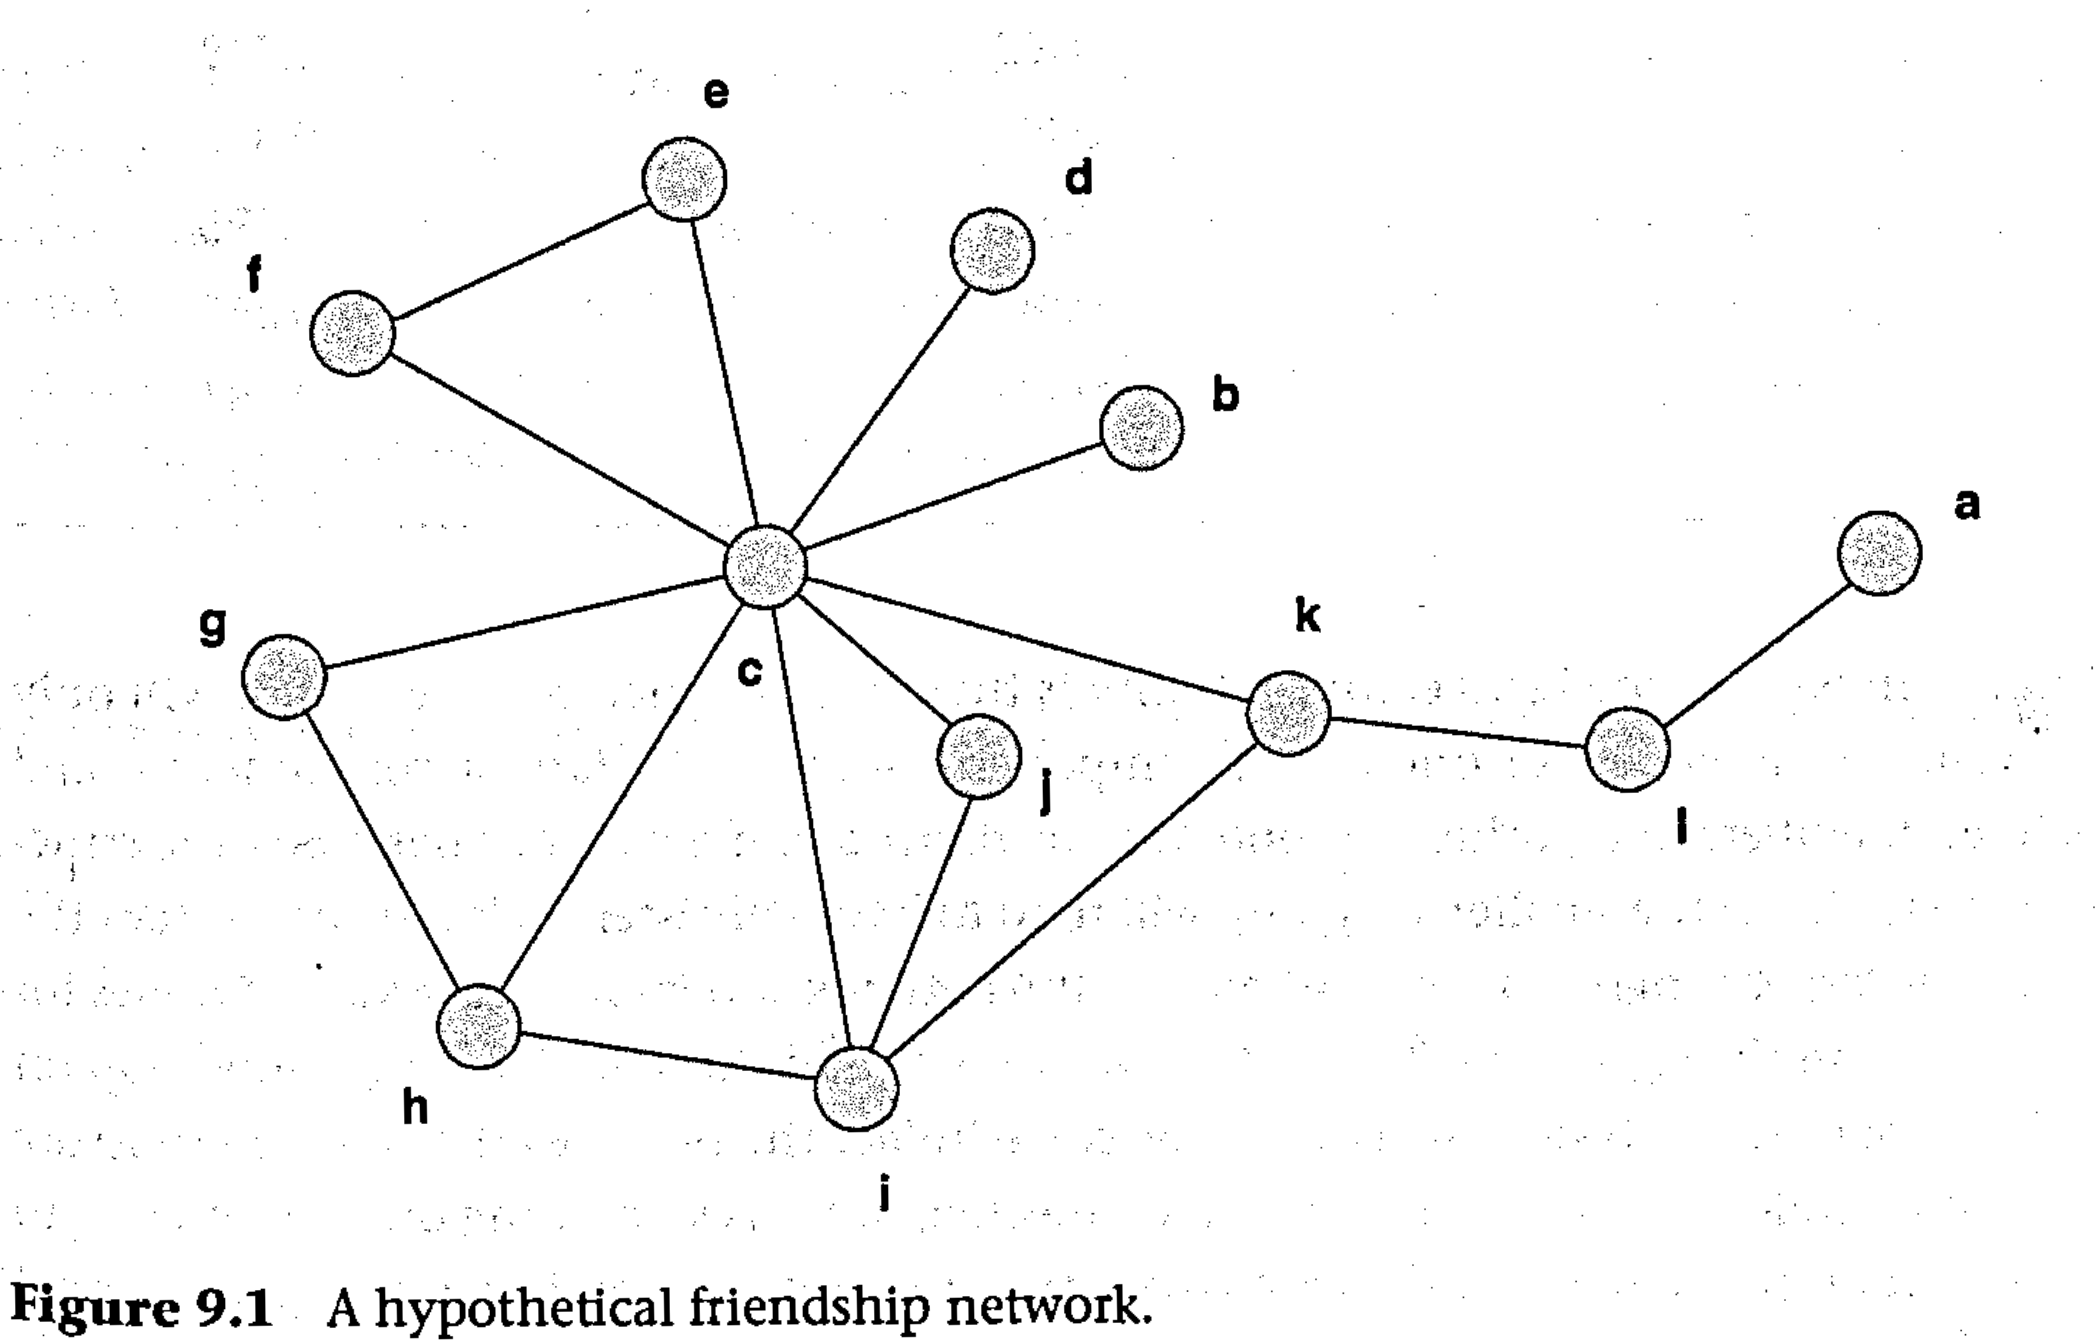 e
d
f
b
a
g
k
c
j
l
h
i
Figure 9.1 A hypothetical friendship network.